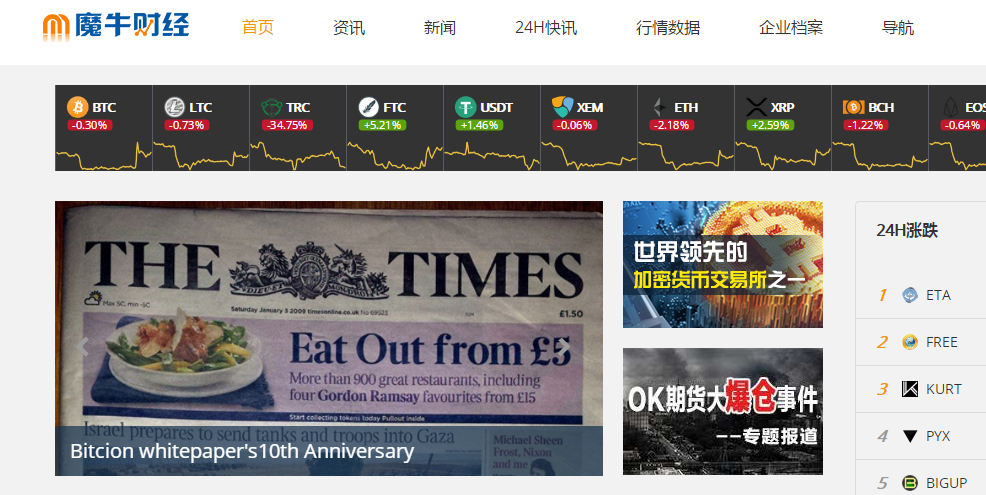 魔牛财经
首页 资讯 新闻 24H快讯 行情数据 企业档案 导航
BTC LTC TRC FTC USDT XEM ETH XRP BCH EOS
-0.30% -0.73% -34.75% +5.21% +1.46% -0.06% -2.18% +2.59% -1.22% -0.64%
THE TIMES
Max 5C, min -5C
Saturday January 3 2009 timesonline.co.uk No 69523
£1.50
Eat Out from £5
More than 900 great restaurants, including
four Gordon Ramsay favourites from £15
Start collecting tokens today Pullout inside
Israel prepares to send tanks and troops into Gaza
Michael Sheen
Frost, Nixon
and me
Bitcion whitepaper's10th Anniversary
世界领先的
加密货币交易所之一
OK期货大爆仓事件
——专题报道
24H涨跌
1 ETA
2 FREE
3 KURT
4 PYX
5 BIGUP